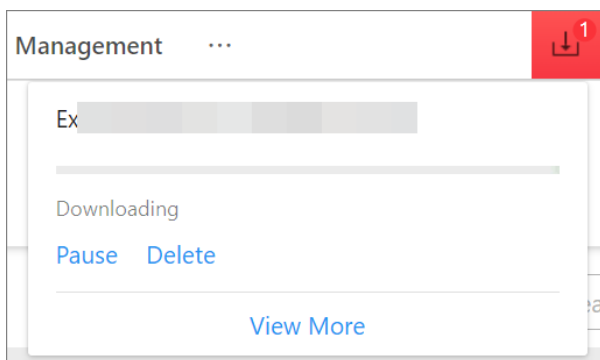 Management ...
1
Ex
Downloading
Pause Delete
View More